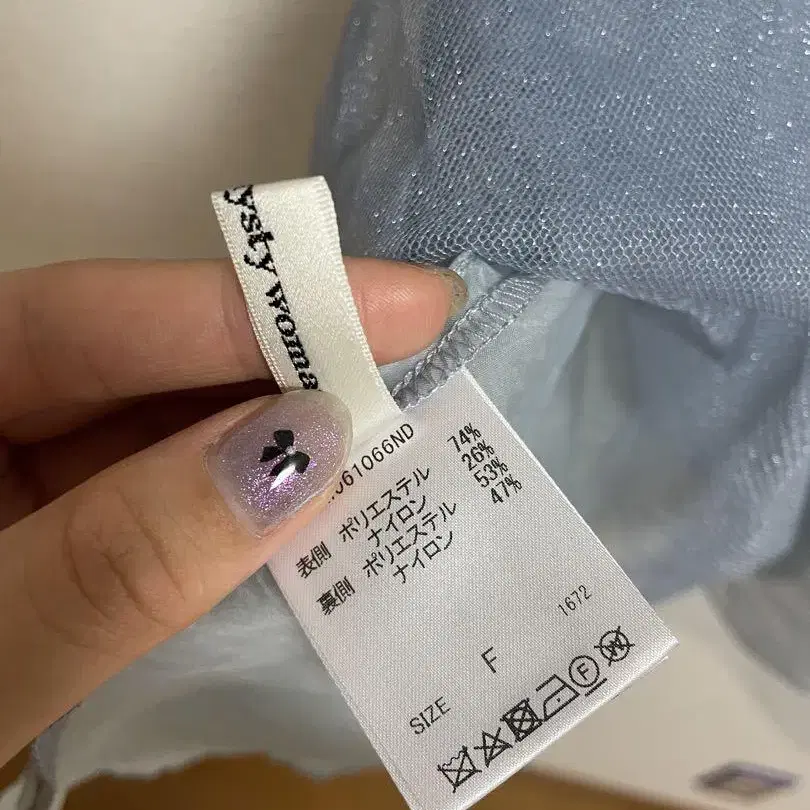 ysty woma
J61066ND
表側 ポリエステル 74%
ナイロン 26%
裏側 ポリエステル 53%
ナイロン 47%
1672
SIZE F